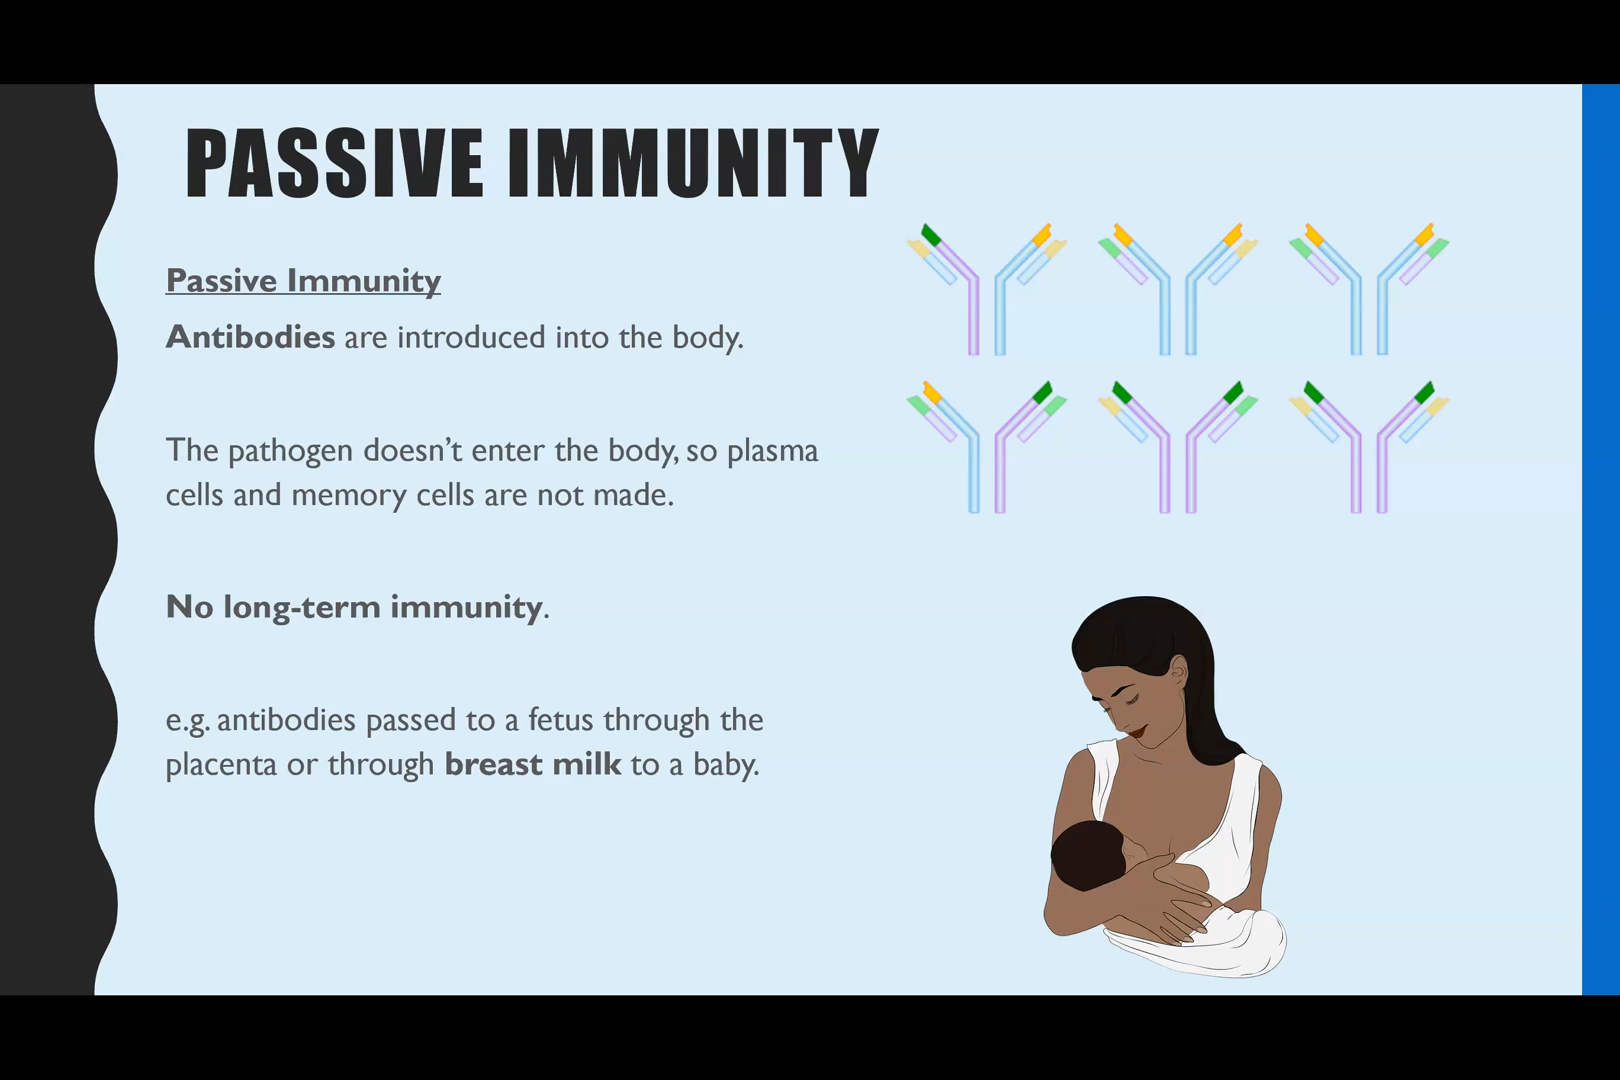 PASSIVE IMMUNITY
Passive Immunity
Antibodies are introduced into the body.
The pathogen doesn’t enter the body, so plasma
cells and memory cells are not made.
No long-term immunity.
e.g. antibodies passed to a fetus through the
placenta or through breast milk to a baby.